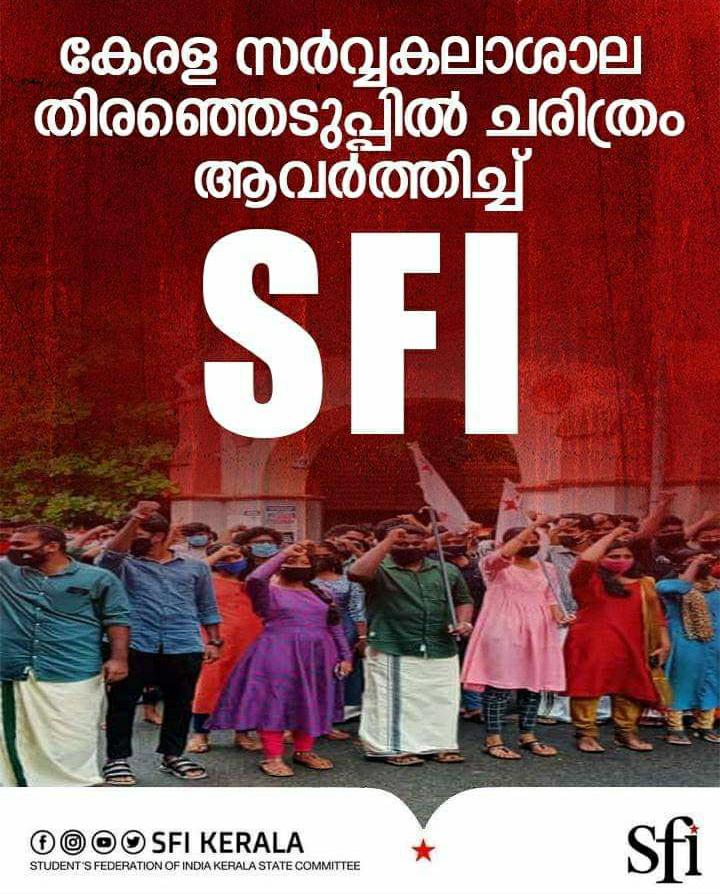 കേരള സർവ്വകലാശാല
തിരഞ്ഞെടുപ്പിൽ ചരിത്രം
ആവർത്തിച്ച്
SFI
SFI KERALA
STUDENT'S FEDERATION OF INDIA KERALA STATE COMMITTEE
sfi